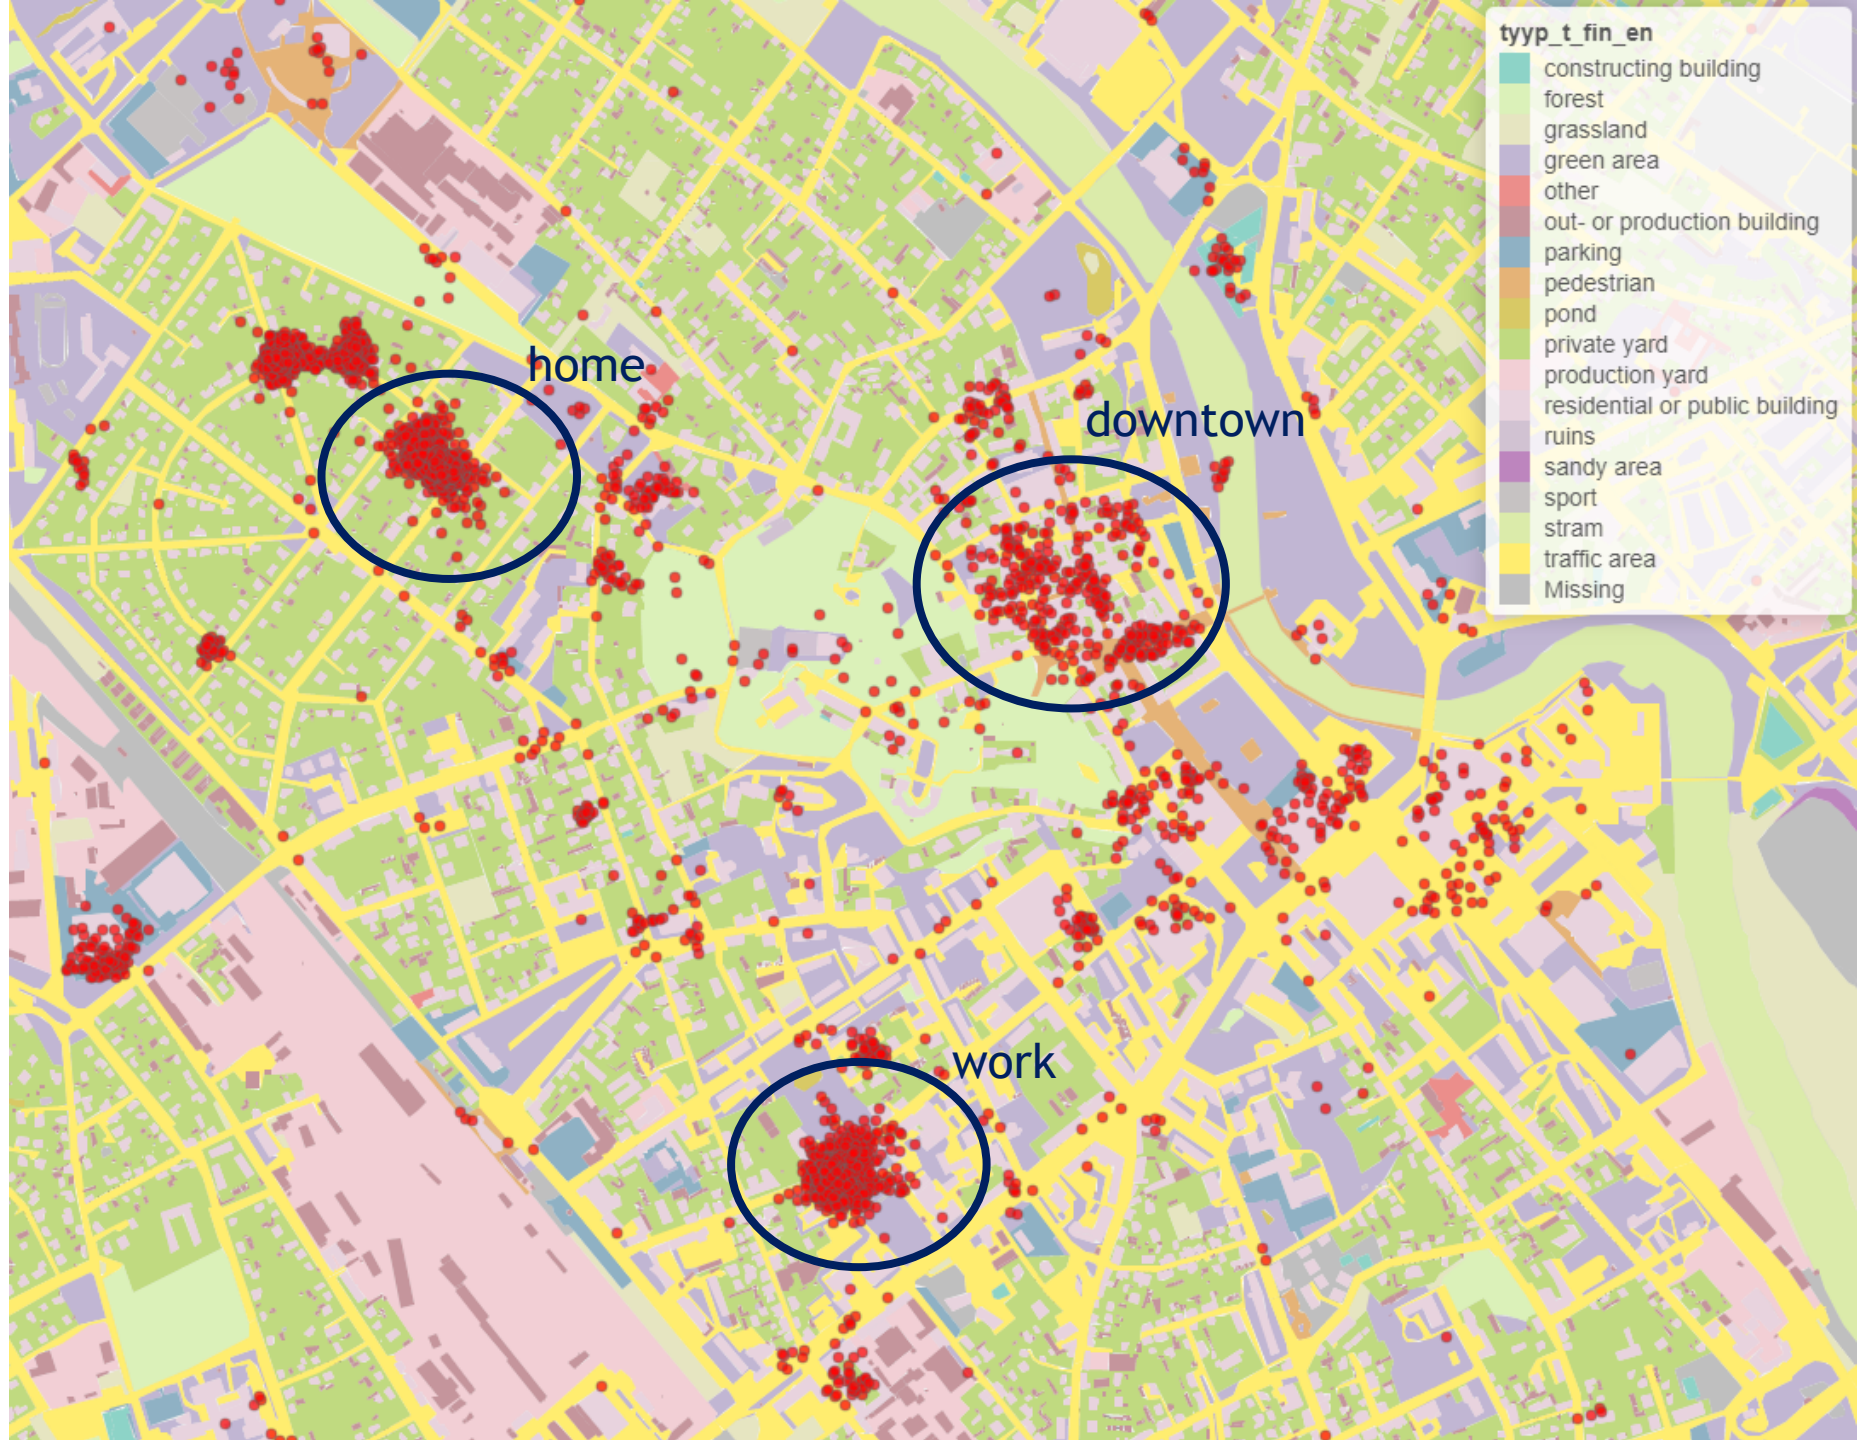 tyyp_t_fin_en
constructing building
forest
grassland
green area
other
out- or production building
parking
pedestrian
pond
private yard
production yard
residential or public building
ruins
sandy area
sport
stram
traffic area
Missing
home
downtown
work